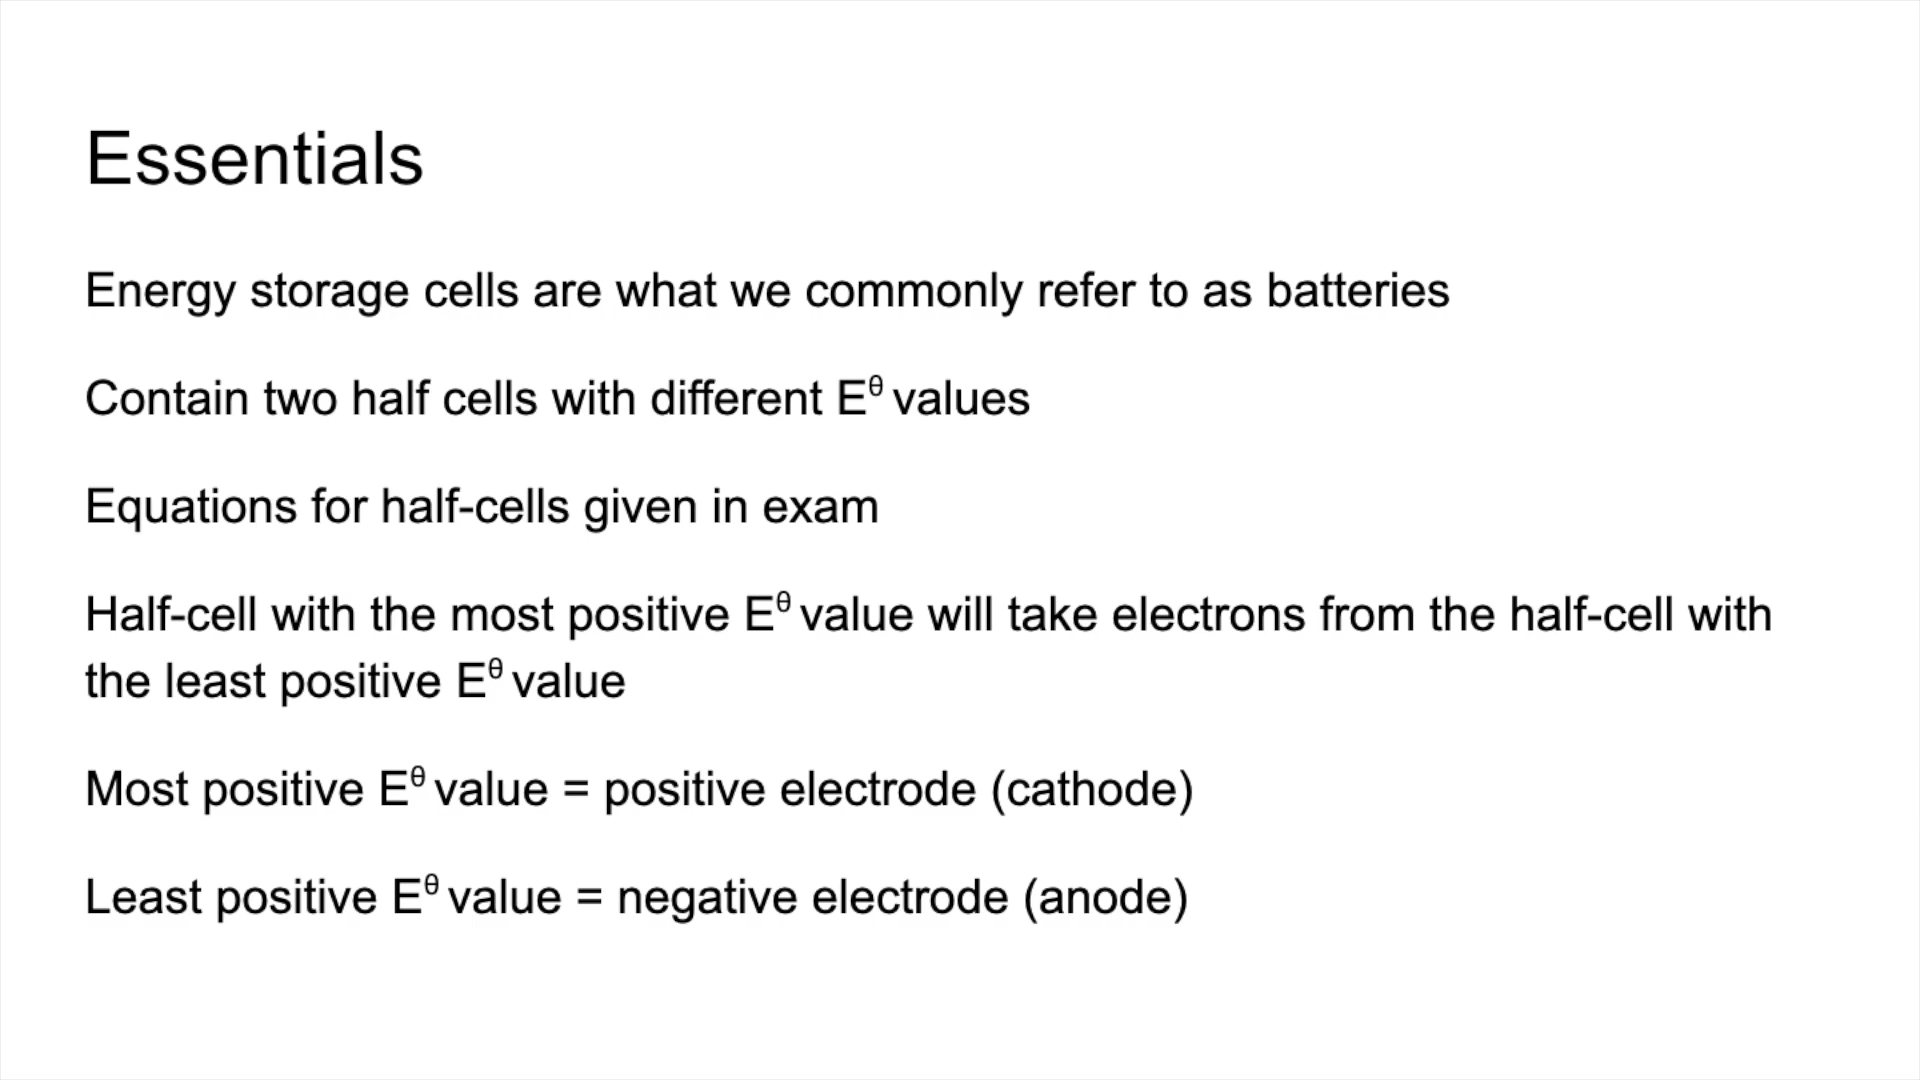 Essentials
Energy storage cells are what we commonly refer to as batteries
Contain two half cells with different Eᶿ values
Equations for half-cells given in exam
Half-cell with the most positive Eᶿ value will take electrons from the half-cell with
the least positive Eᶿ value
Most positive Eᶿ value = positive electrode (cathode)
Least positive Eᶿ value = negative electrode (anode)